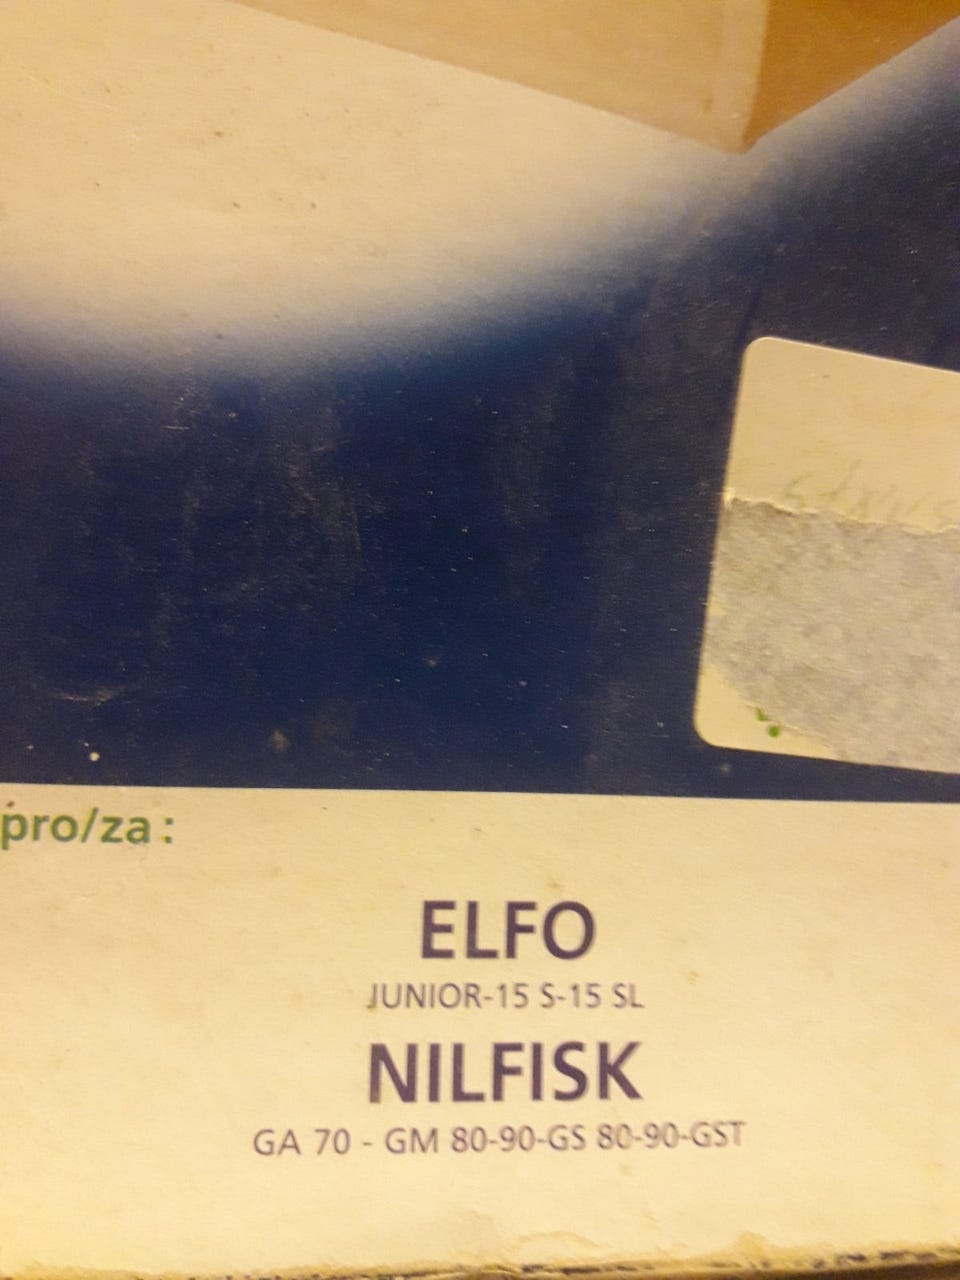 pro/za:
ELFO
JUNIOR-15 S-15 SL
NILFISK
GA 70 - GM 80-90-GS 80-90-GST